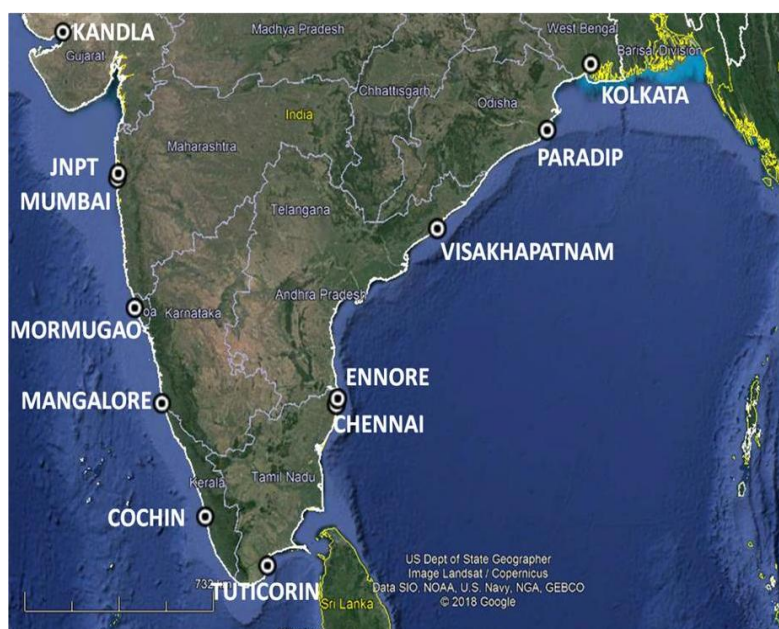 KANDLA
Gujarat
Madhya Pradesh
West Bengal
Barisal Division
KOLKATA
Chhattisgarh
Odisha
India
PARADIP
Maharashtra
JNPT
MUMBAI
Telangana
VISAKHAPATNAM
Andhra Pradesh
oa
Karnataka
MORMUGAO
ENNORE
MANGALORE
CHENNAI
Tamil Nadu
Kerala
COCHIN
TUTICORIN
Sri Lanka
US Dept of State Geographer
Image Landsat / Copernicus
Data SIO, NOAA, U.S. Navy, NGA, GEBCO
© 2018 Google